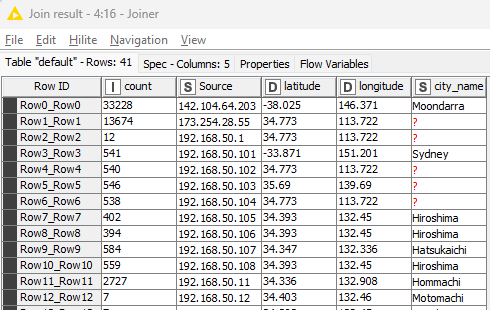 Join result - 4:16 - Joiner
File Edit Hilite Navigation View
Table "default" - Rows: 41 Spec - Columns: 5 Properties Flow Variables
Row ID I count S Source D latitude D longitude S city_name
Row0_Row0 33228 142.104.64.203 -38.025 146.371 Moondarra
Row1_Row1 13674 173.254.28.55 34.773 113.722 ?
Row2_Row2 12 192.168.50.1 34.773 113.722 ?
Row3_Row3 541 192.168.50.101 -33.871 151.201 Sydney
Row4_Row4 540 192.168.50.102 34.773 113.722 ?
Row5_Row5 546 192.168.50.103 35.69 139.69 ?
Row6_Row6 538 192.168.50.104 34.773 113.722 ?
Row7_Row7 402 192.168.50.105 34.393 132.45 Hiroshima
Row8_Row8 394 192.168.50.106 34.393 132.45 Hiroshima
Row9_Row9 584 192.168.50.107 34.347 132.336 Hatsukaichi
Row10_Row10 559 192.168.50.108 34.393 132.45 Hiroshima
Row11_Row11 2727 192.168.50.11 34.336 132.908 Hommachi
Row12_Row12 7 192.168.50.12 34.403 132.46 Motomachi